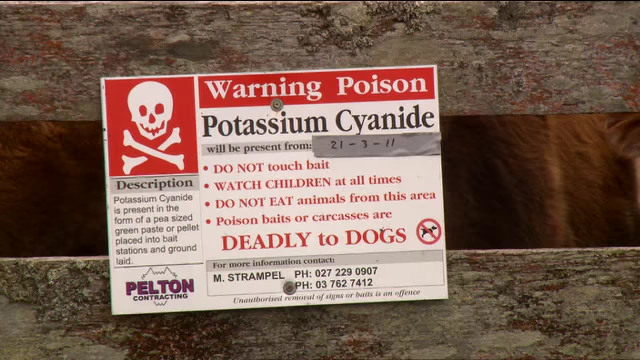 Warning Poison
Potassium Cyanide
will be present from: 21-3-11
• DO NOT touch bait
• WATCH CHILDREN at all times
• DO NOT EAT animals from this area
• Poison baits or carcasses are
DEADLY to DOGS
Description
Potassium Cyanide
is present in the
form of a pea sized
green paste or pellet
placed into bait
stations and ground
laid.
PELTON
CONTRACTING
For more information contact:
M. STRAMPEL PH: 027 229 0907
PH: 03 762 7412
Unauthorised removal of signs or baits is an offence